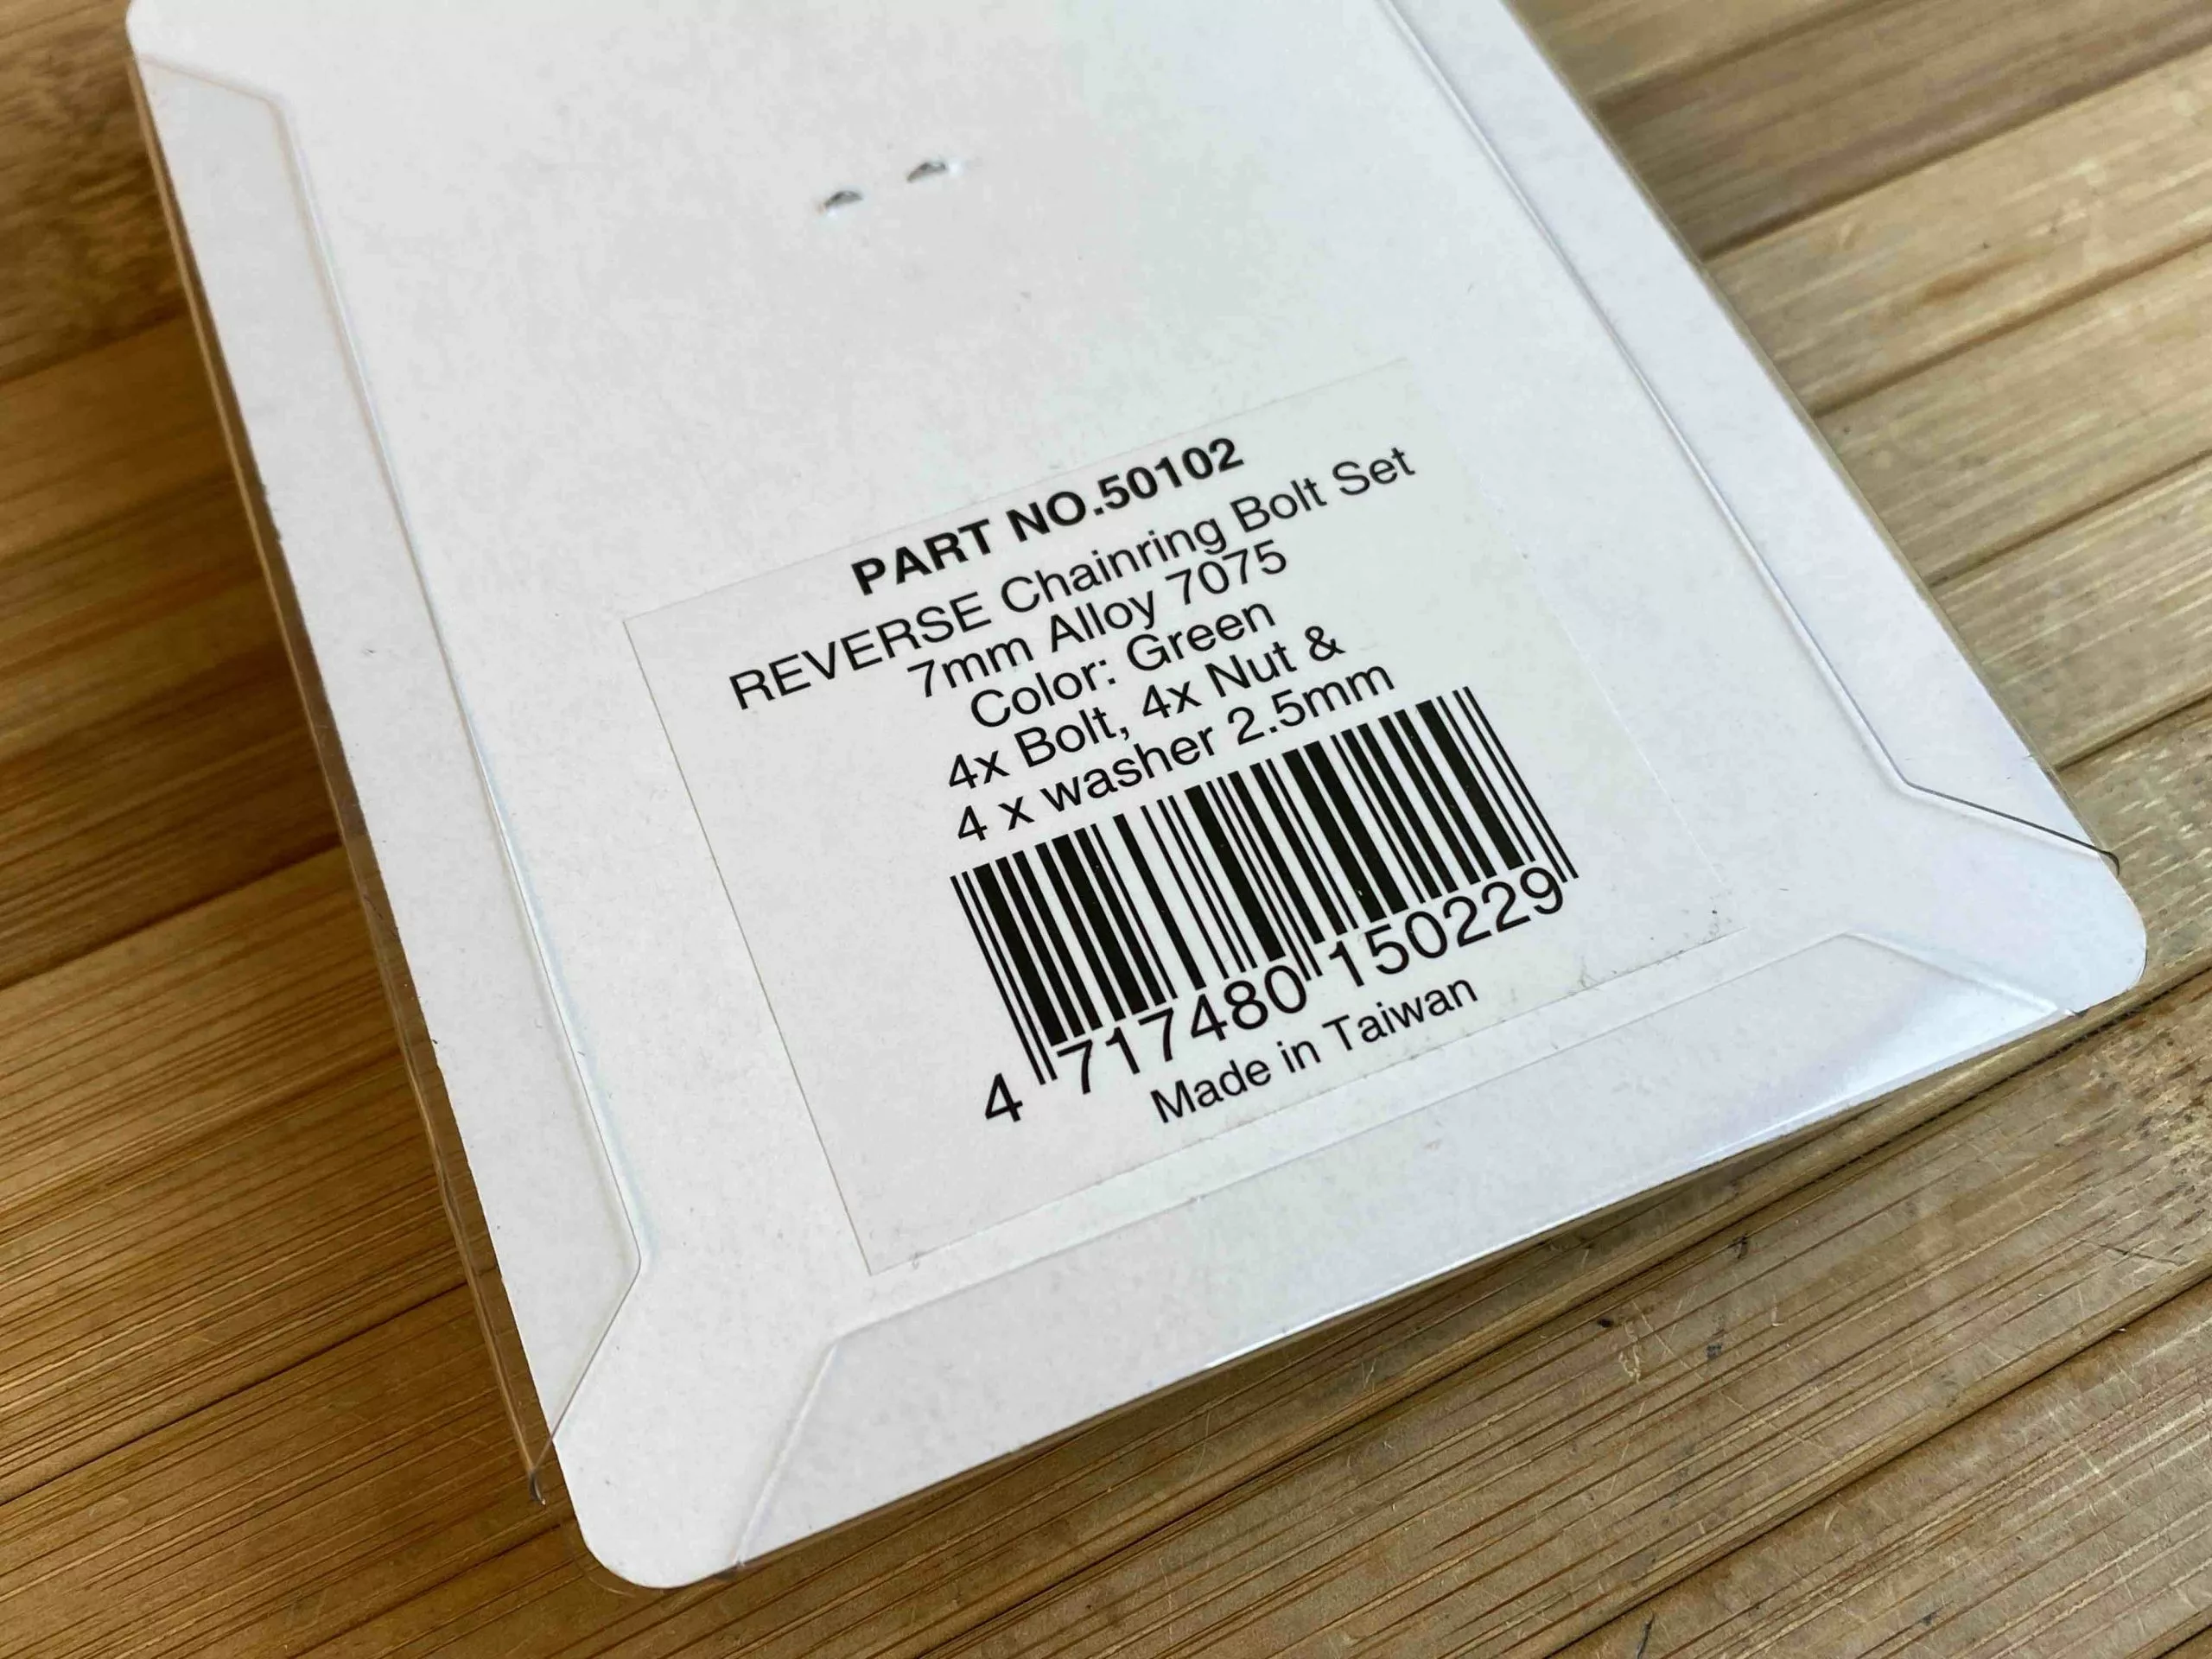 PART NO.50102
REVERSE Chainring Bolt Set
7mm Alloy 7075
Color: Green
4x Bolt, 4x Nut &
4 x washer 2.5mm
4 717480 150229
Made in Taiwan